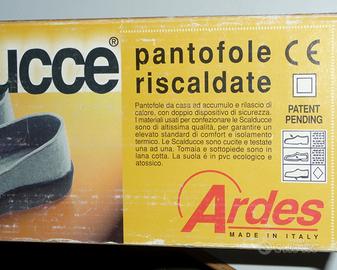 ucce® pantofole CE
riscaldate
PATENT
PENDING
Pantofole da casa ad accumulo e rilascio di
calore, con doppio dispositivo di sicurezza.
I materiali usati per confezionare le Scalducce
sono di altissima qualità, per garantire un
elevato standard di comfort e isolamento
termico. Le Scalducce sono cucite e testate
una ad una. Tomaia e sottopiede sono in
lana cotta. La suola é in pvc ecologico e
atossico.
Ardes
MADE IN ITALY